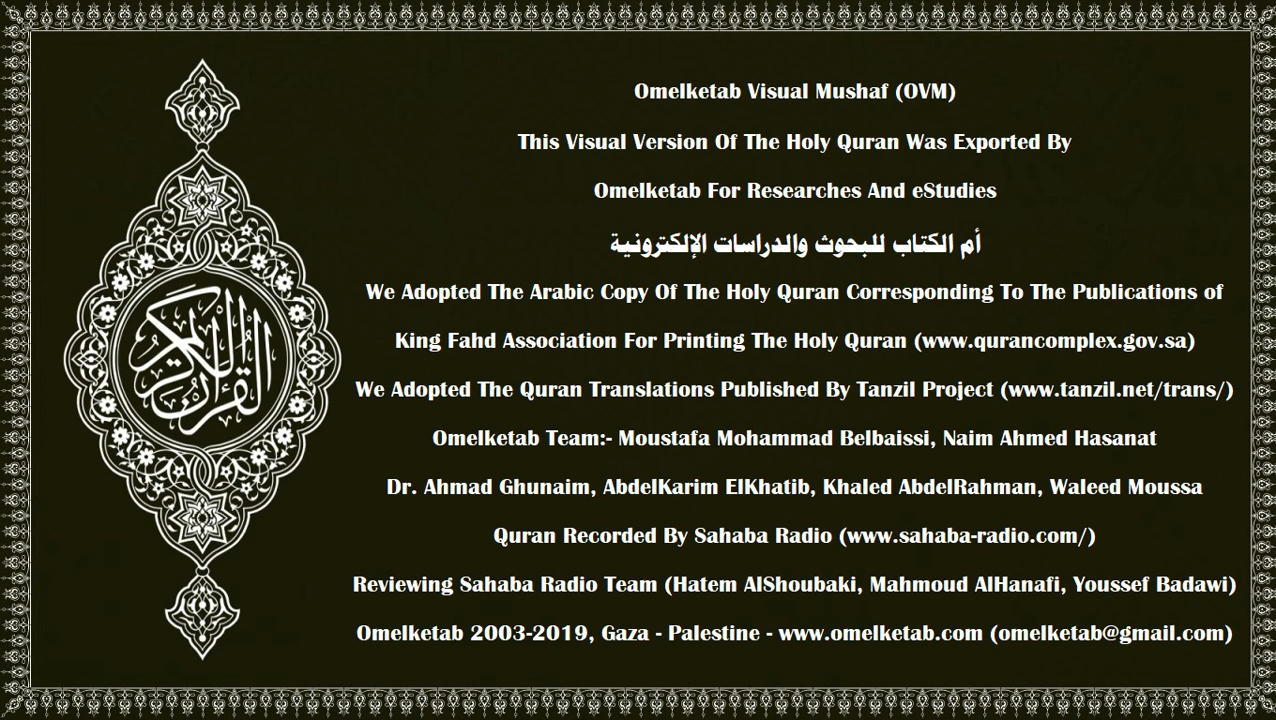 القرآن الكريم
Omelketab Visual Mushaf (OVM)
This Visual Version Of The Holy Quran Was Exported By
Omelketab For Researches And eStudies
أم الكتاب للبحوث والدراسات الإلكترونية
We Adopted The Arabic Copy Of The Holy Quran Corresponding To The Publications of
King Fahd Association For Printing The Holy Quran (www.qurancomplex.gov.sa)
We Adopted The Quran Translations Published By Tanzil Project (www.tanzil.net/trans/)
Omelketab Team:- Moustafa Mohammad Belbaissi, Naim Ahmed Hasanat
Dr. Ahmad Ghunaim, AbdelKarim ElKhatib, Khaled AbdelRahman, Waleed Moussa
Quran Recorded By Sahaba Radio (www.sahaba-radio.com/)
Reviewing Sahaba Radio Team (Hatem AlShoubaki, Mahmoud AlHanafi, Youssef Badawi)
Omelketab 2003-2019, Gaza - Palestine - www.omelketab.com (omelketab@gmail.com)